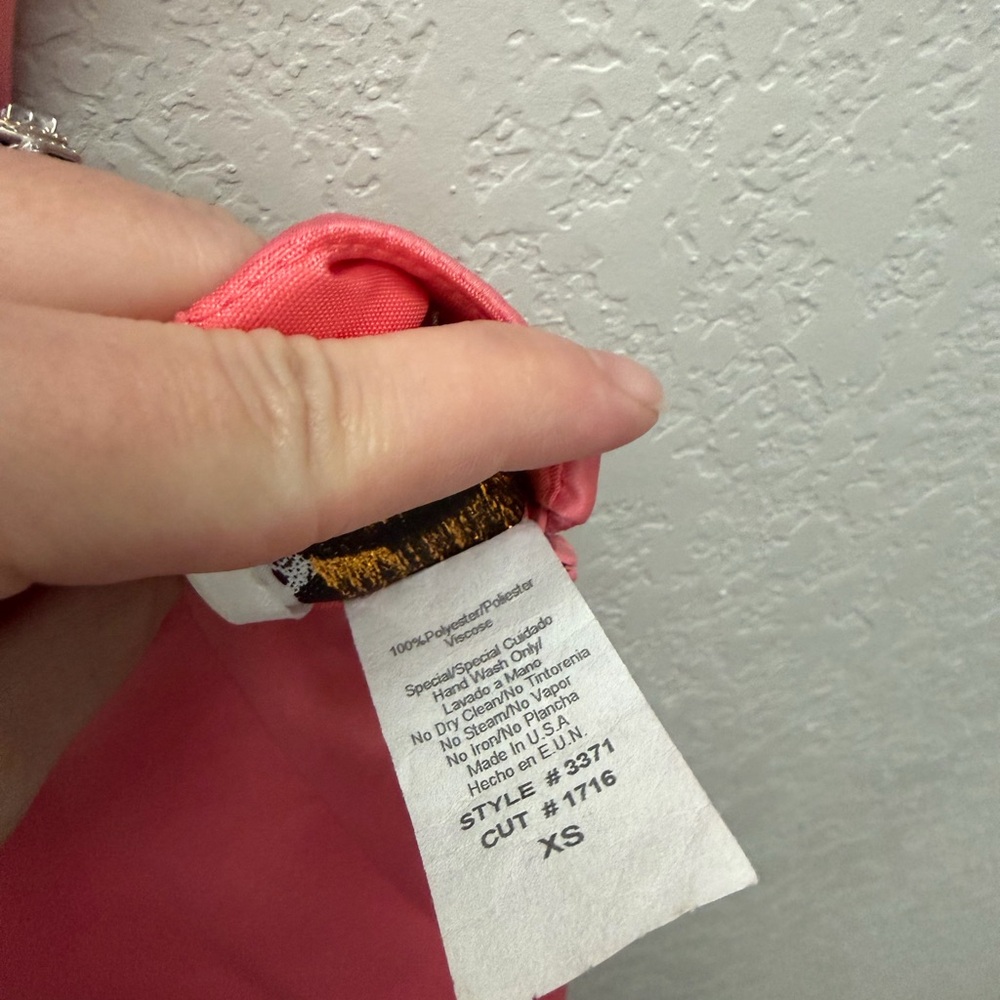 100%Polyester/Poliester
Viscose
Special/Special Cuidado
Hand Wash Only/
Lavado a Mano
No Dry Clean/No Tintorenia
No Steam/No Vapor
No Iron/No Plancha
Made In U.S.A
Hecho en E.U.N.
STYLE # 3371
CUT # 1716
XS